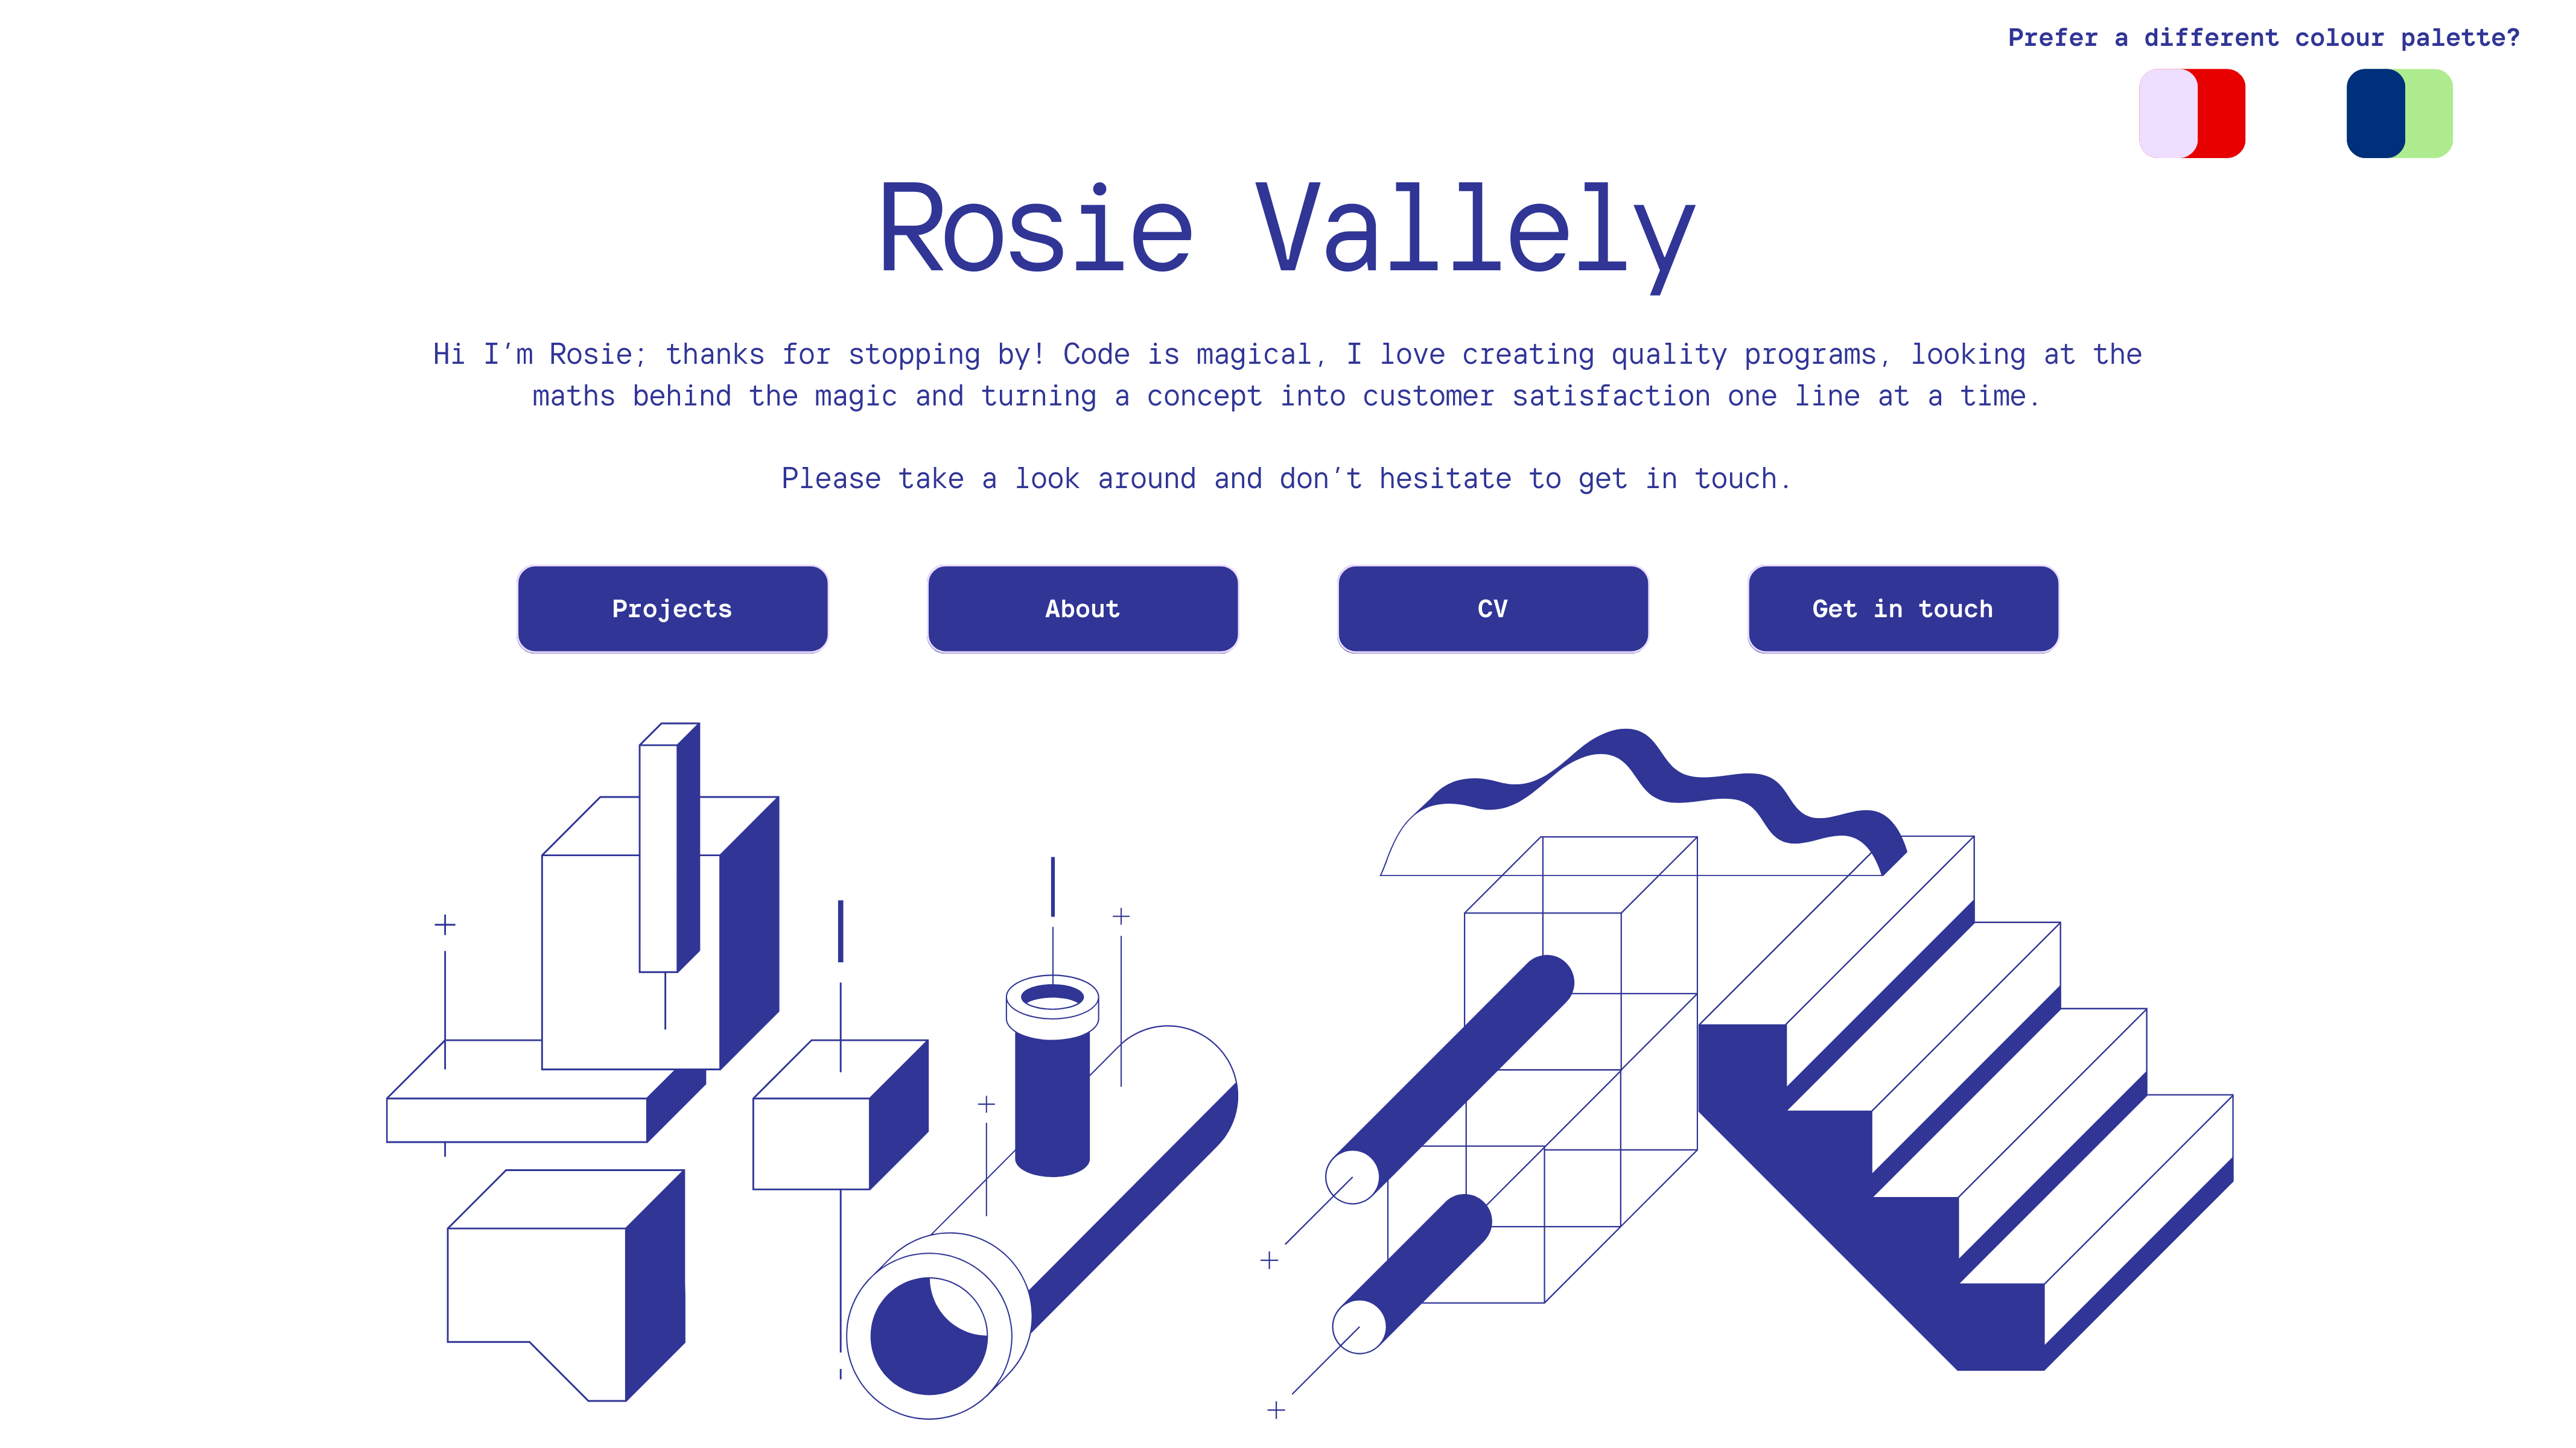 Prefer a different colour palette?
Rosie Vallely
Hi I'm Rosie; thanks for stopping by! Code is magical, I love creating quality programs, looking at the
maths behind the magic and turning a concept into customer satisfaction one line at a time.
Please take a look around and don't hesitate to get in touch.
Projects
About
CV
Get in touch